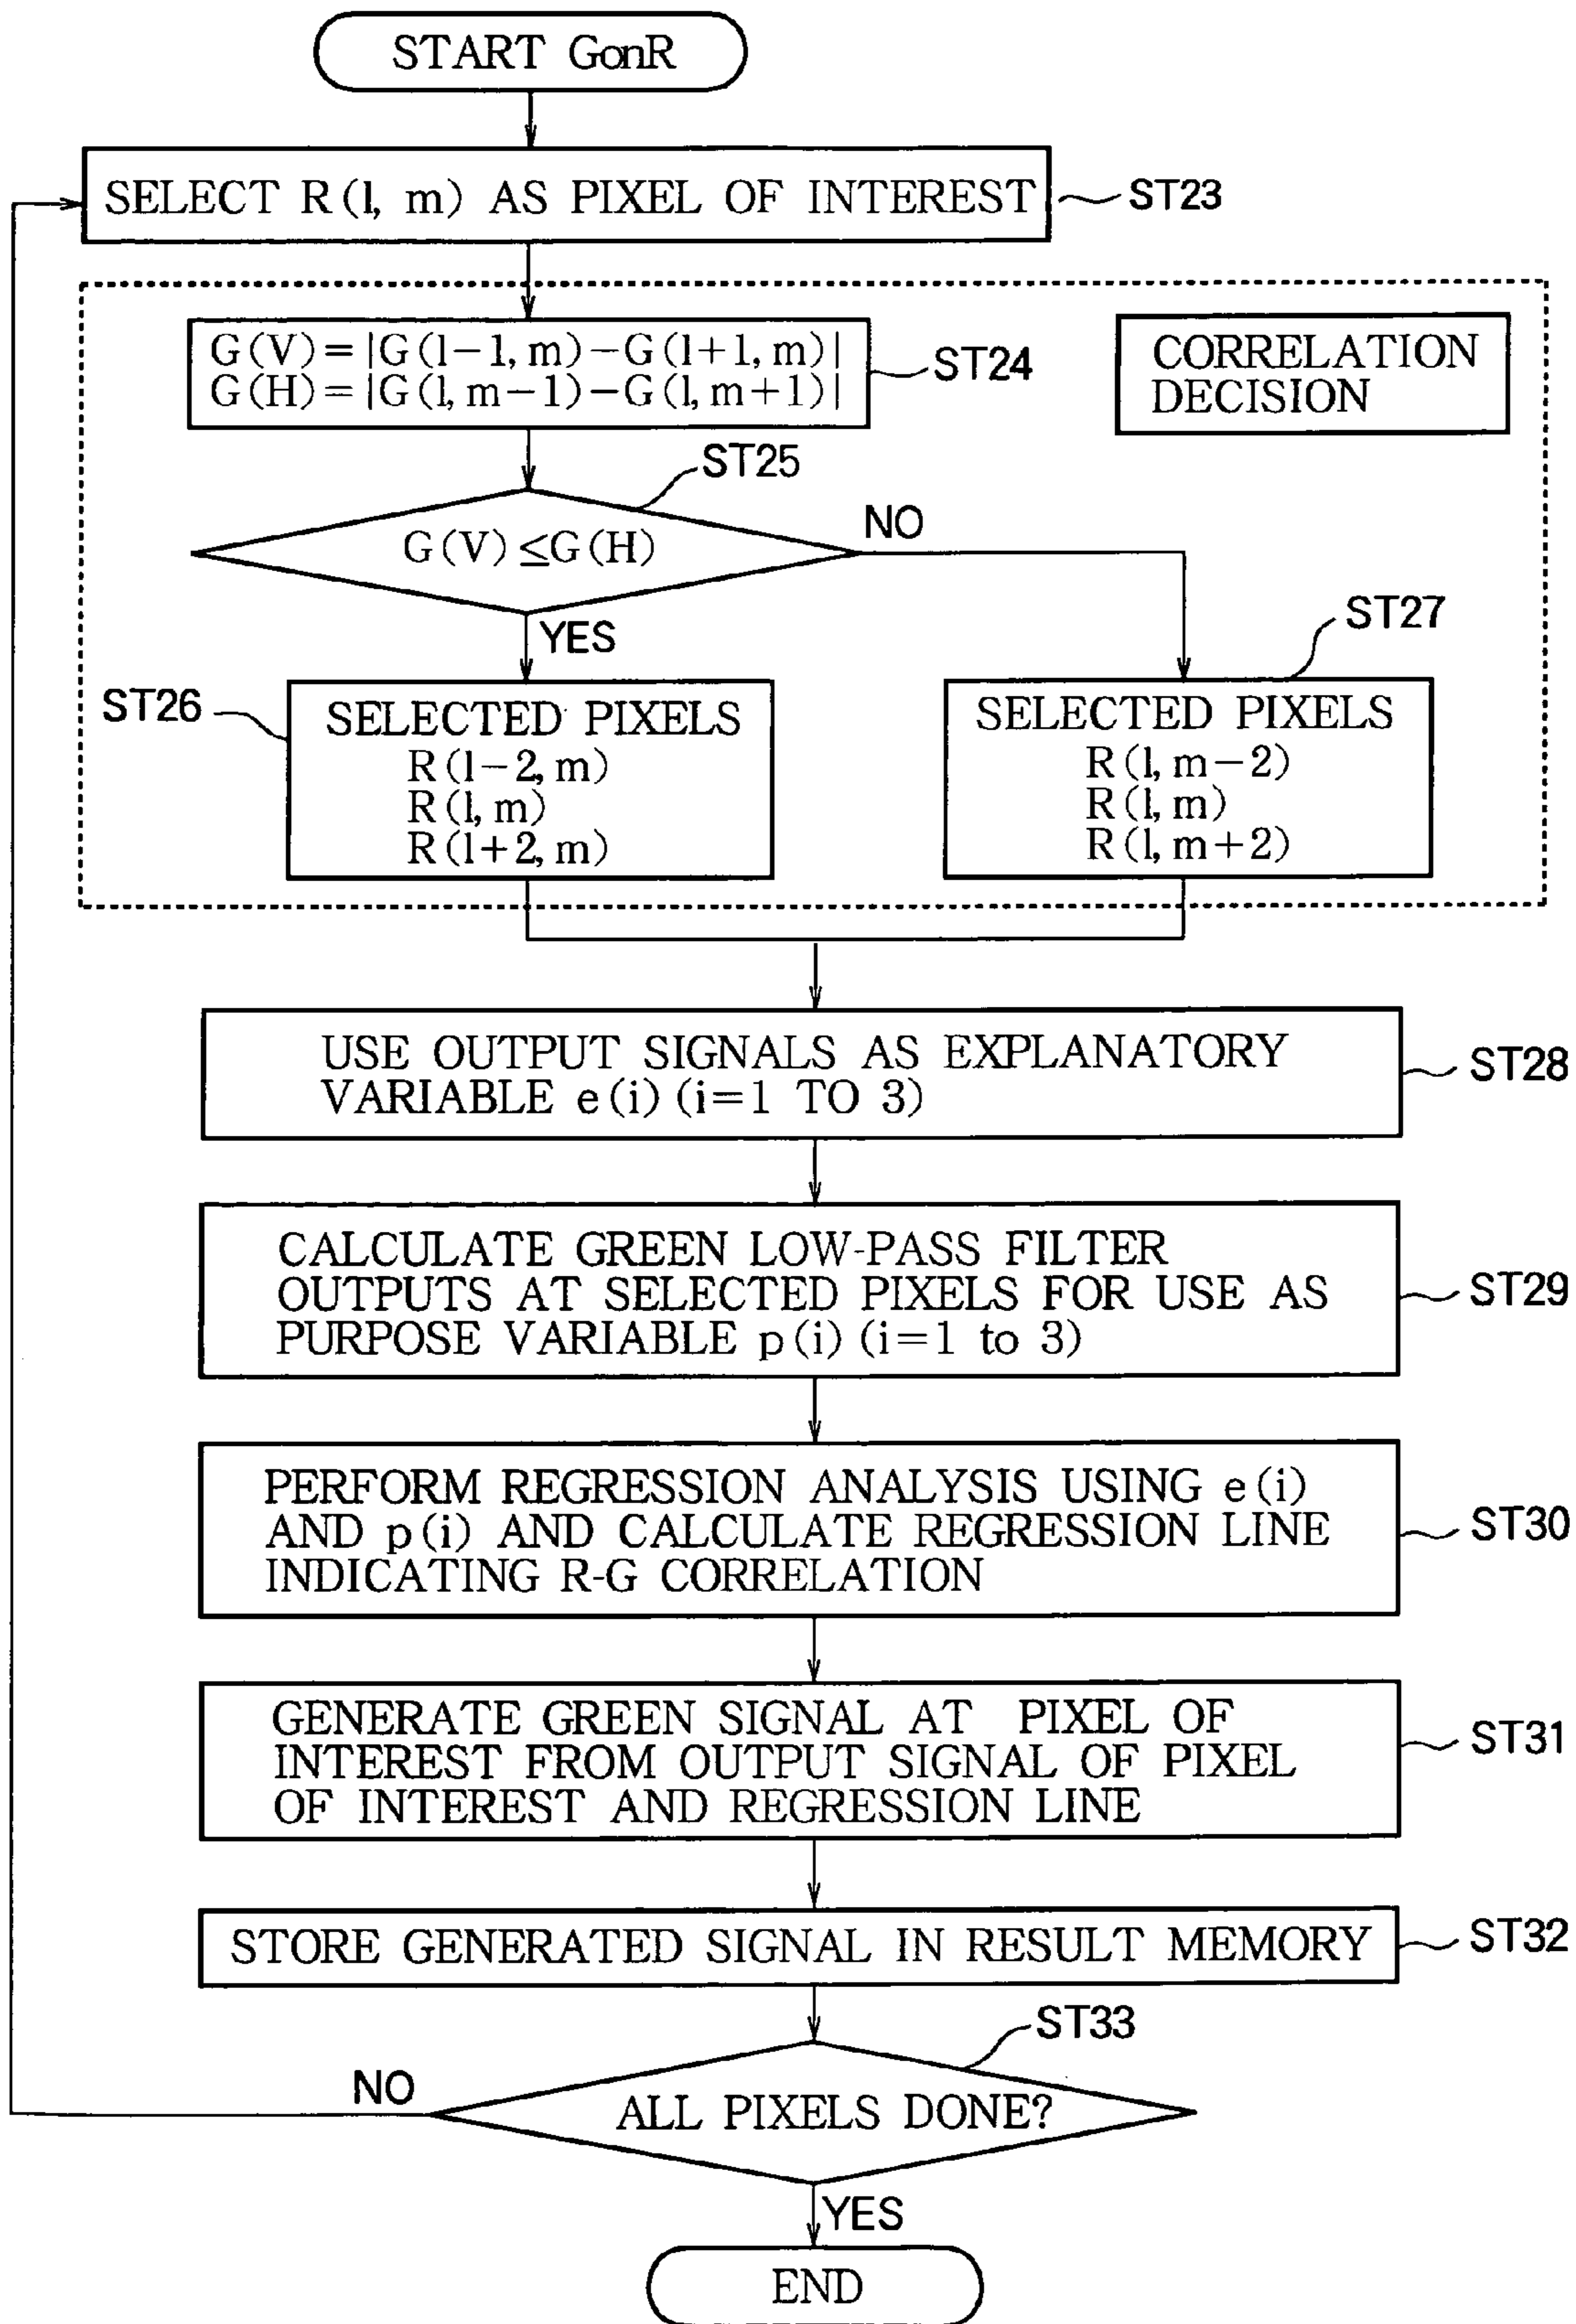 START GonR
SELECT R(l, m) AS PIXEL OF INTEREST
ST23
G(V)=|G(l−1, m)−G(l+1, m)|
G(H)=|G(l, m−1)−G(l, m+1)|
ST24
CORRELATION
DECISION
ST25
G(V)≤G(H)
NO
YES
ST26
SELECTED PIXELS
R(l−2, m)
R(l, m)
R(l+2, m)
ST27
SELECTED PIXELS
R(l, m−2)
R(l, m)
R(l, m+2)
USE OUTPUT SIGNALS AS EXPLANATORY
VARIABLE e(i) (i=1 TO 3)
ST28
CALCULATE GREEN LOW-PASS FILTER
OUTPUTS AT SELECTED PIXELS FOR USE AS
PURPOSE VARIABLE p(i) (i=1 to 3)
ST29
PERFORM REGRESSION ANALYSIS USING e(i)
AND p(i) AND CALCULATE REGRESSION LINE
INDICATING R-G CORRELATION
ST30
GENERATE GREEN SIGNAL AT PIXEL OF
INTEREST FROM OUTPUT SIGNAL OF PIXEL
OF INTEREST AND REGRESSION LINE
ST31
STORE GENERATED SIGNAL IN RESULT MEMORY
ST32
ST33
ALL PIXELS DONE?
NO
YES
END